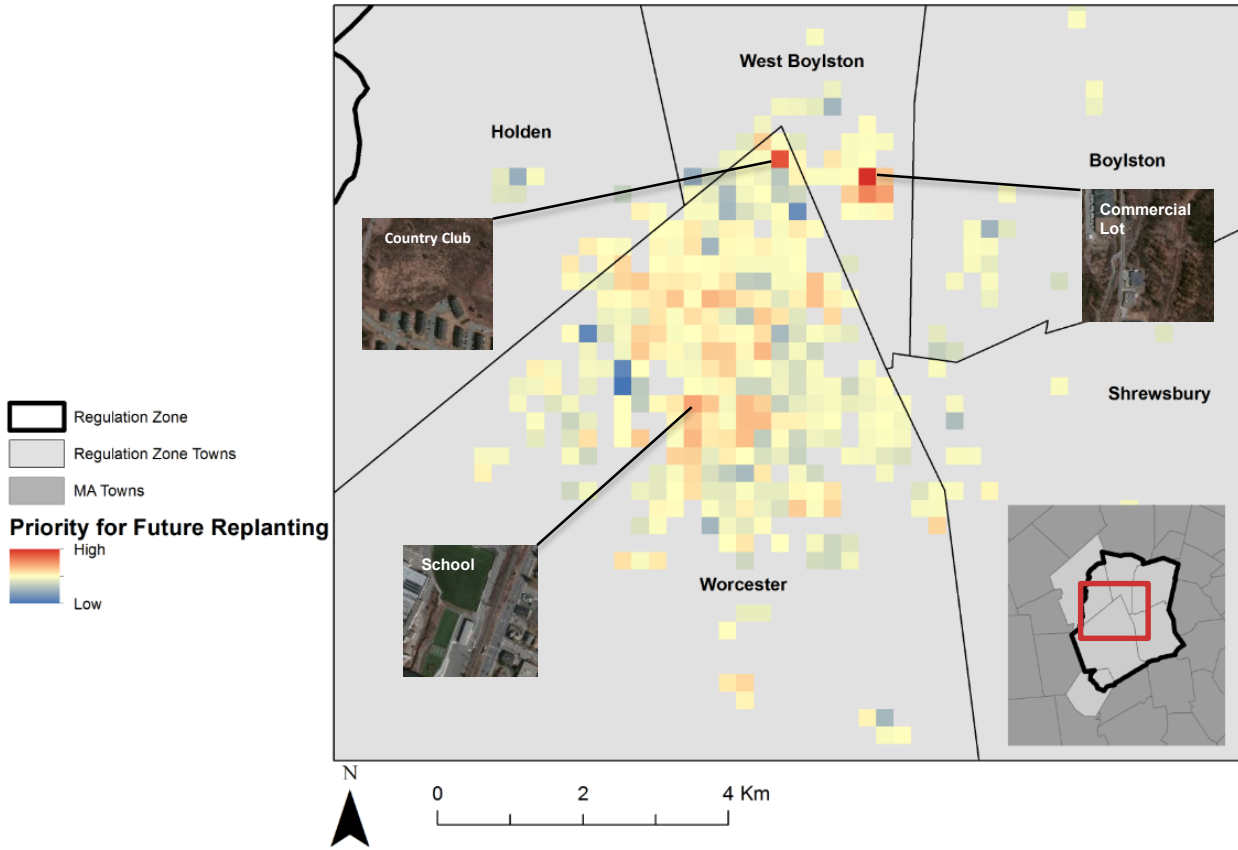 West Boylston
Holden
Boylston
Commercial
Lot
Country Club
Shrewsbury
Regulation Zone
Regulation Zone Towns
MA Towns
Priority for Future Replanting
High
Low
School
Worcester
N
0 2 4 Km